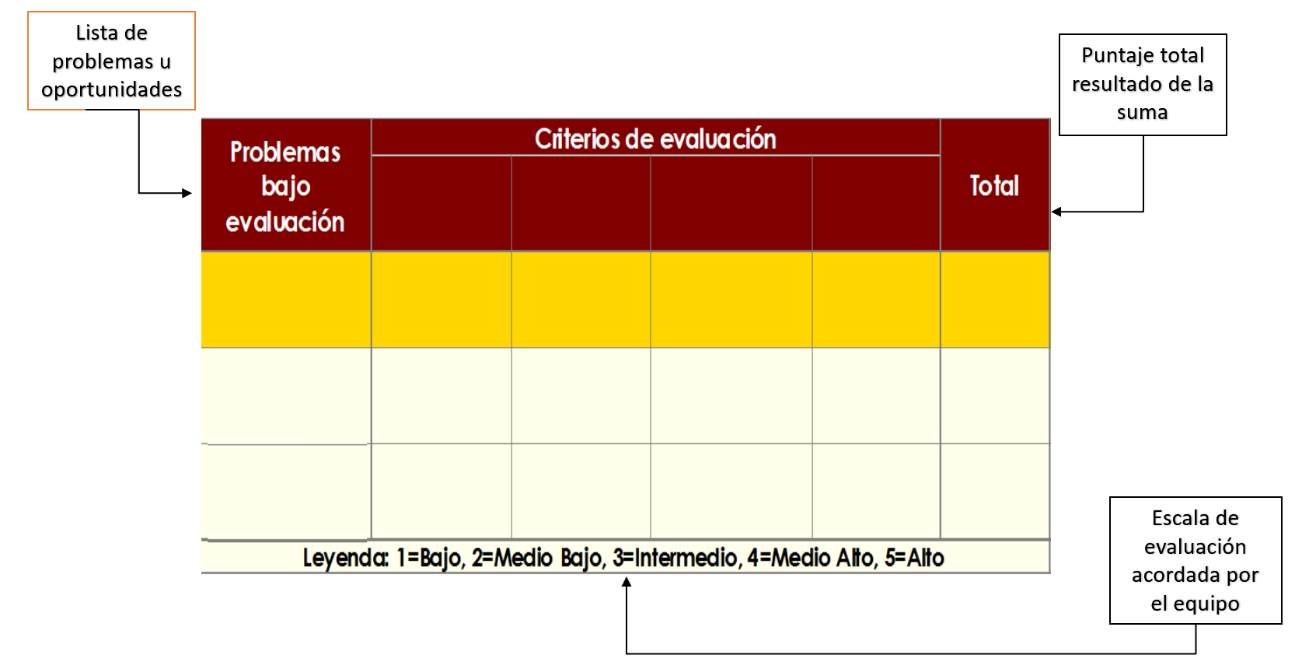 Lista de
problemas u
oportunidades
Puntaje total
resultado de la
suma
Problemas
bajo
evaluación
Criterios de evaluación
Total
Leyenda: 1=Bajo, 2=Medio Bajo, 3=Intermedio, 4=Medio Alto, 5=Alto
Escala de
evaluación
acordada por
el equipo